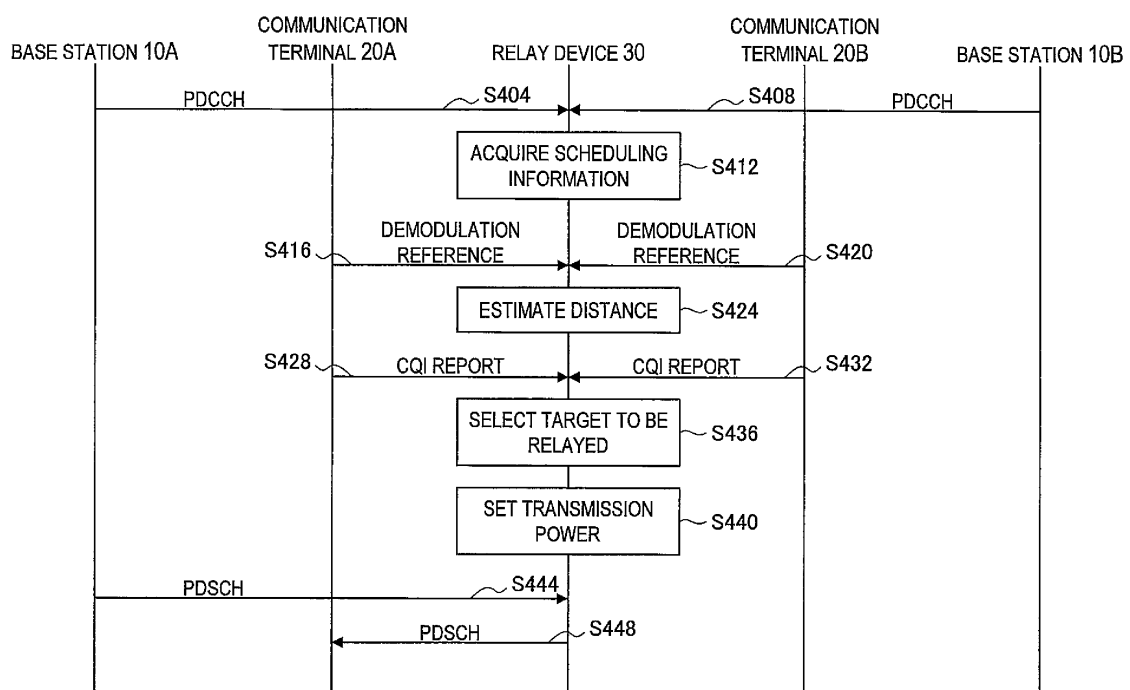 BASE STATION 10A
COMMUNICATION
TERMINAL 20A
RELAY DEVICE 30
COMMUNICATION
TERMINAL 20B
BASE STATION 10B
PDCCH
S404
S408
PDCCH
ACQUIRE SCHEDULING
INFORMATION
S412
S416
DEMODULATION
REFERENCE
DEMODULATION
REFERENCE
S420
ESTIMATE DISTANCE
S424
S428
CQI REPORT
CQI REPORT
S432
SELECT TARGET TO BE
RELAYED
S436
SET TRANSMISSION
POWER
S440
PDSCH
S444
PDSCH
S448